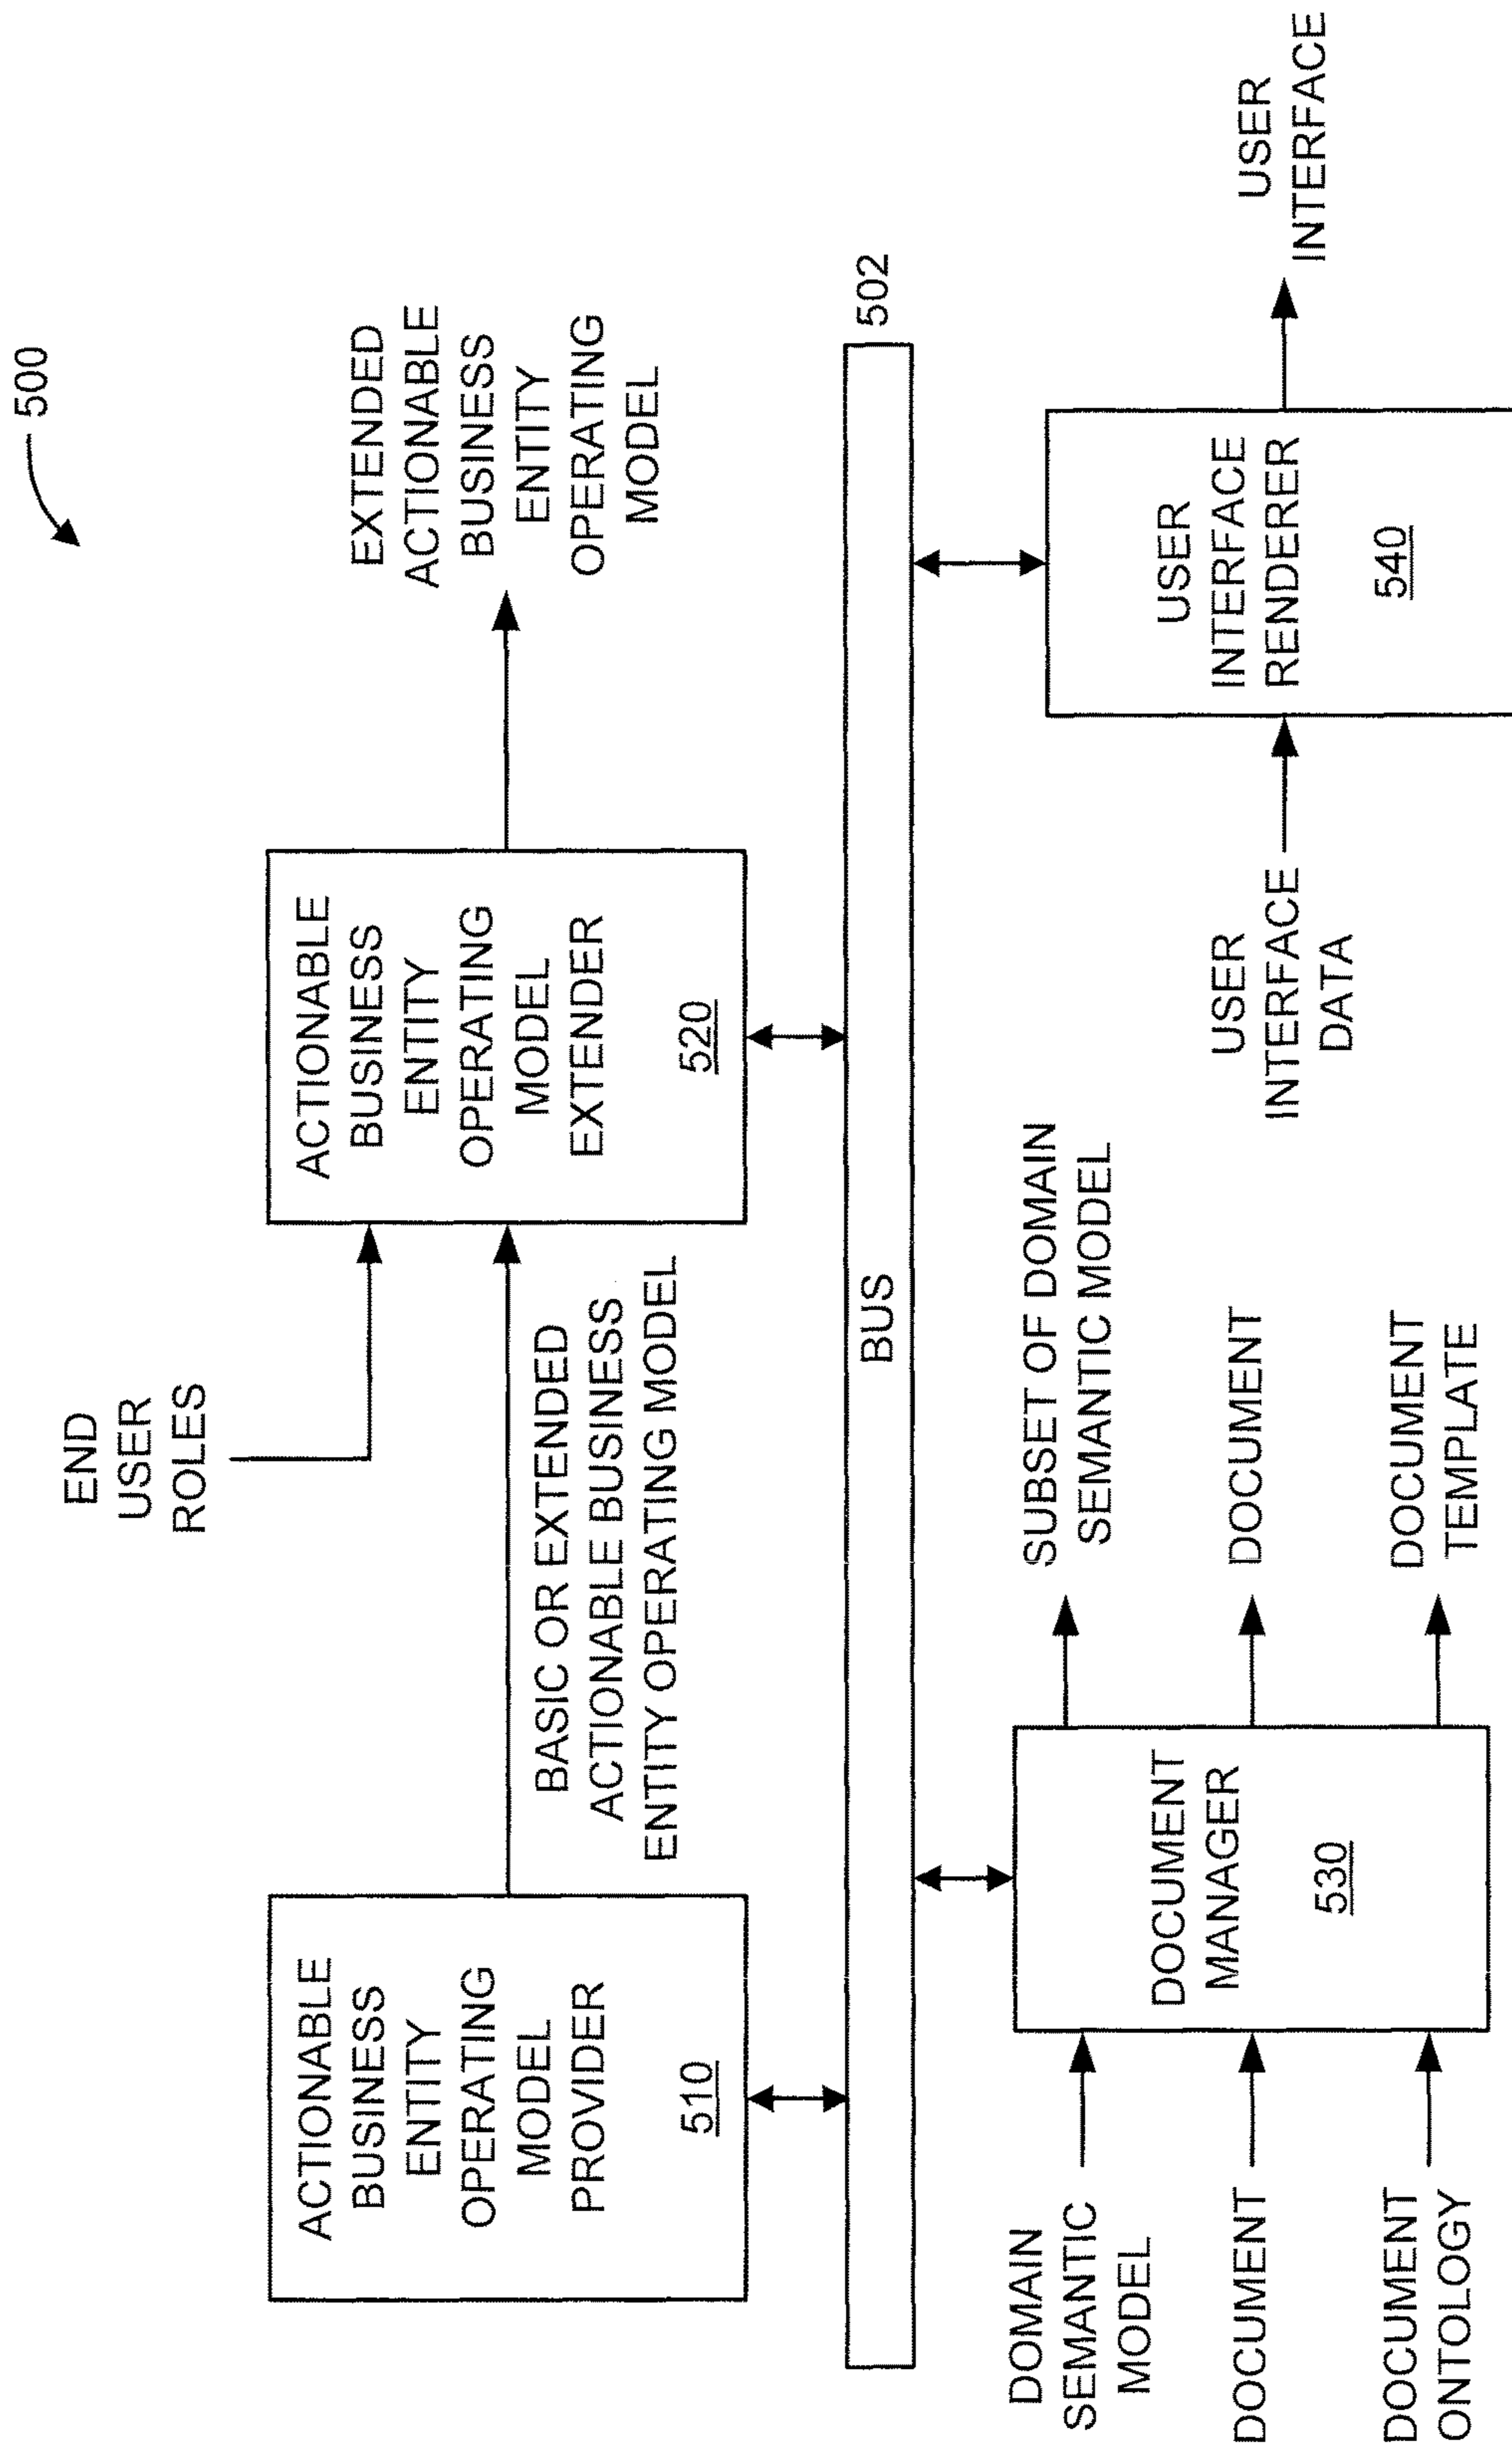 500
END
USER
ROLES
ACTIONABLE
BUSINESS
ENTITY
OPERATING
MODEL
PROVIDER
510
BASIC OR EXTENDED
ACTIONABLE BUSINESS
ENTITY OPERATING MODEL
ACTIONABLE
BUSINESS
ENTITY
OPERATING
MODEL
EXTENDER
520
EXTENDED
ACTIONABLE
BUSINESS
ENTITY
OPERATING
MODEL
BUS
502
DOMAIN
SEMANTIC
MODEL
DOCUMENT
DOCUMENT
ONTOLOGY
DOCUMENT
MANAGER
530
SUBSET OF DOMAIN
SEMANTIC MODEL
DOCUMENT
DOCUMENT
TEMPLATE
USER
INTERFACE
DATA
USER
INTERFACE
RENDERER
540
USER
INTERFACE